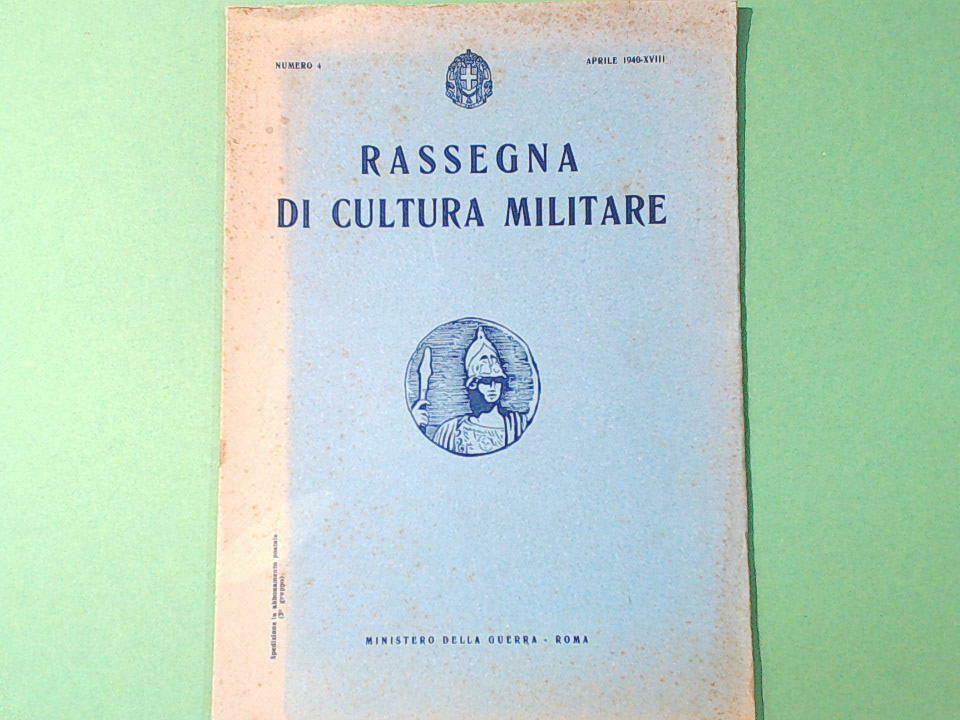 NUMERO 4
APRILE 1940-XVIII
RASSEGNA
DI CULTURA MILITARE
Spedizione in abbonamento postale
(3° gruppo)
MINISTERO DELLA GUERRA - ROMA